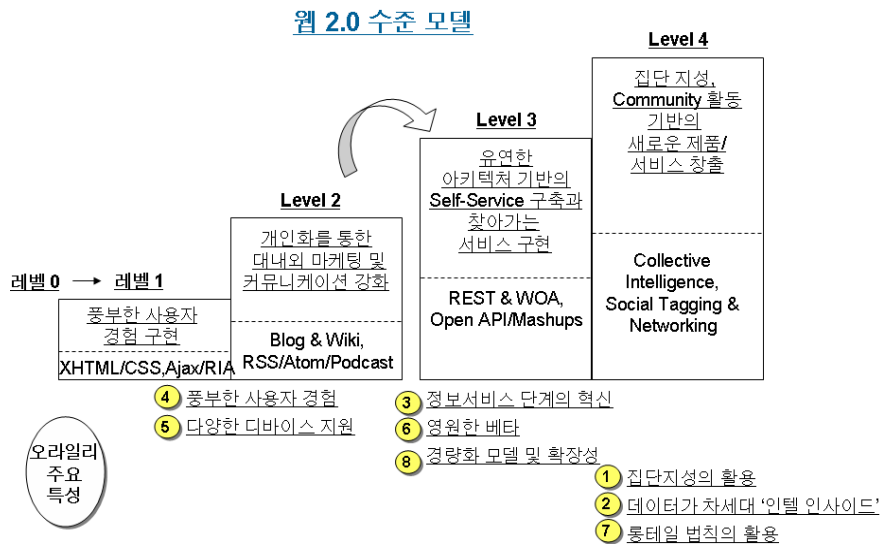 웹 2.0 수준 모델
레벨 0
레벨 1
풍부한 사용자
경험 구현
XHTML/CSS,Ajax/RIA
Level 2
개인화를 통한
대내외 마케팅 및
커뮤니케이션 강화
Blog & Wiki,
RSS/Atom/Podcast
Level 3
유연한
아키텍처 기반의
Self-Service 구축과
찾아가는
서비스 구현
REST & WOA,
Open API/Mashups
Level 4
집단 지성,
Community 활동
기반의
새로운 제품/
서비스 창출
Collective
Intelligence,
Social Tagging &
Networking
오라일리
주요
특성
4 풍부한 사용자 경험
5 다양한 디바이스 지원
3 정보서비스 단계의 혁신
6 영원한 베타
8 경량화 모델 및 확장성
1 집단지성의 활용
2 데이터가 차세대 ‘인텔 인사이드’
7 롱테일 법칙의 활용